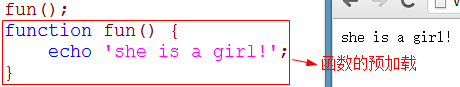 fun();
function fun() {
    echo 'she is a girl!';
}
she is a girl!
函数的预加载